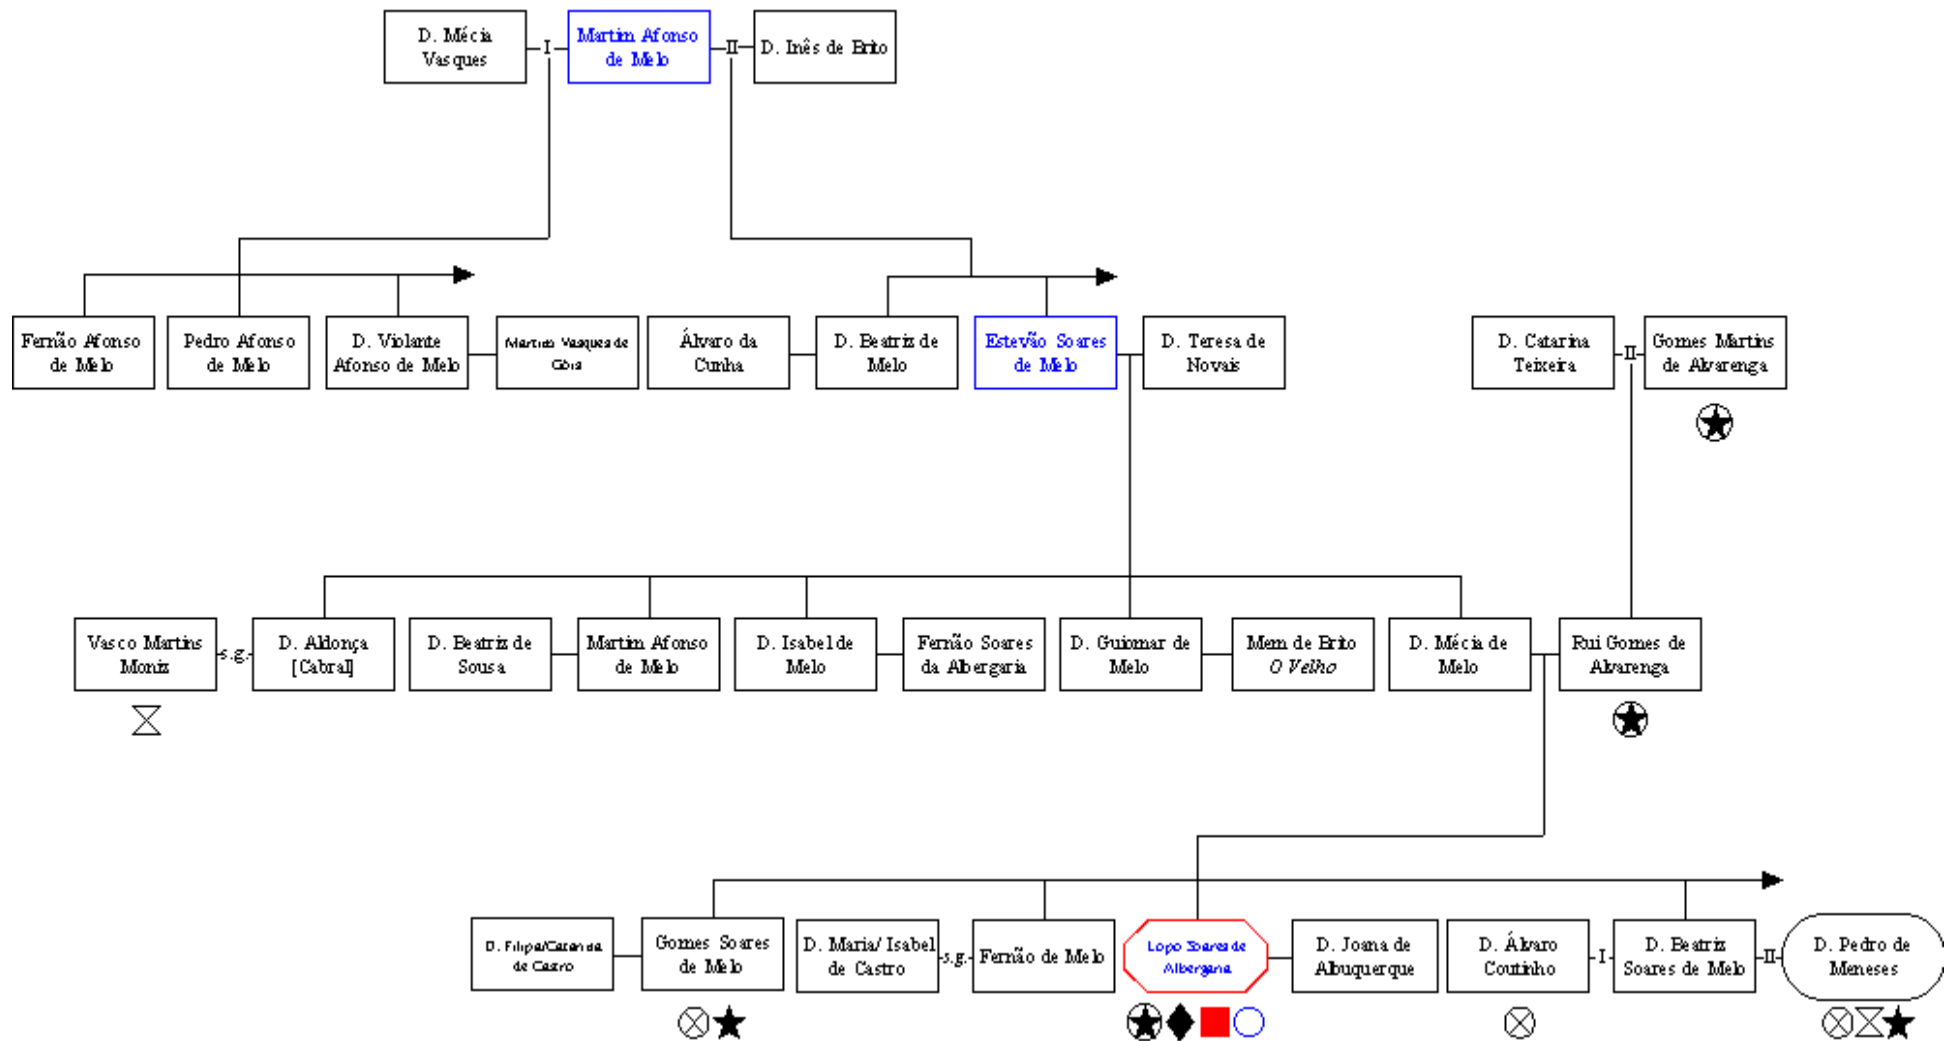 D. Mécia
Vasques
I
Martim Afonso
de Melo
II
D. Inês de Brito
Fernão Afonso
de Melo
Pedro Afonso
de Melo
D. Violante
Afonso de Melo
Martim Vasques de
Góis
Álvaro da
Cunha
D. Beatriz de
Melo
Estevão Soares
de Melo
D. Teresa de
Novais
D. Catarina
Teixeira
II
Gomes Martins
de Alvarenga
Vasco Martins
Moniz
s.g.
D. Aldonça
[Cabral]
D. Beatriz de
Sousa
Martim Afonso
de Melo
D. Isabel de
Melo
Fernão Soares
da Albergaria
D. Guiomar de
Melo
Mem de Brito
O Velho
D. Mécia de
Melo
Rui Gomes de
Alvarenga
D. Filipa/Catarina
de Castro
Gomes Soares
de Melo
D. Maria/ Isabel
de Castro
s.g.
Fernão de Melo
Lopo Soares de
Albergaria
D. Joana de
Albuquerque
D. Álvaro
Coutinho
I
D. Beatriz
Soares de Melo
II
D. Pedro de
Meneses